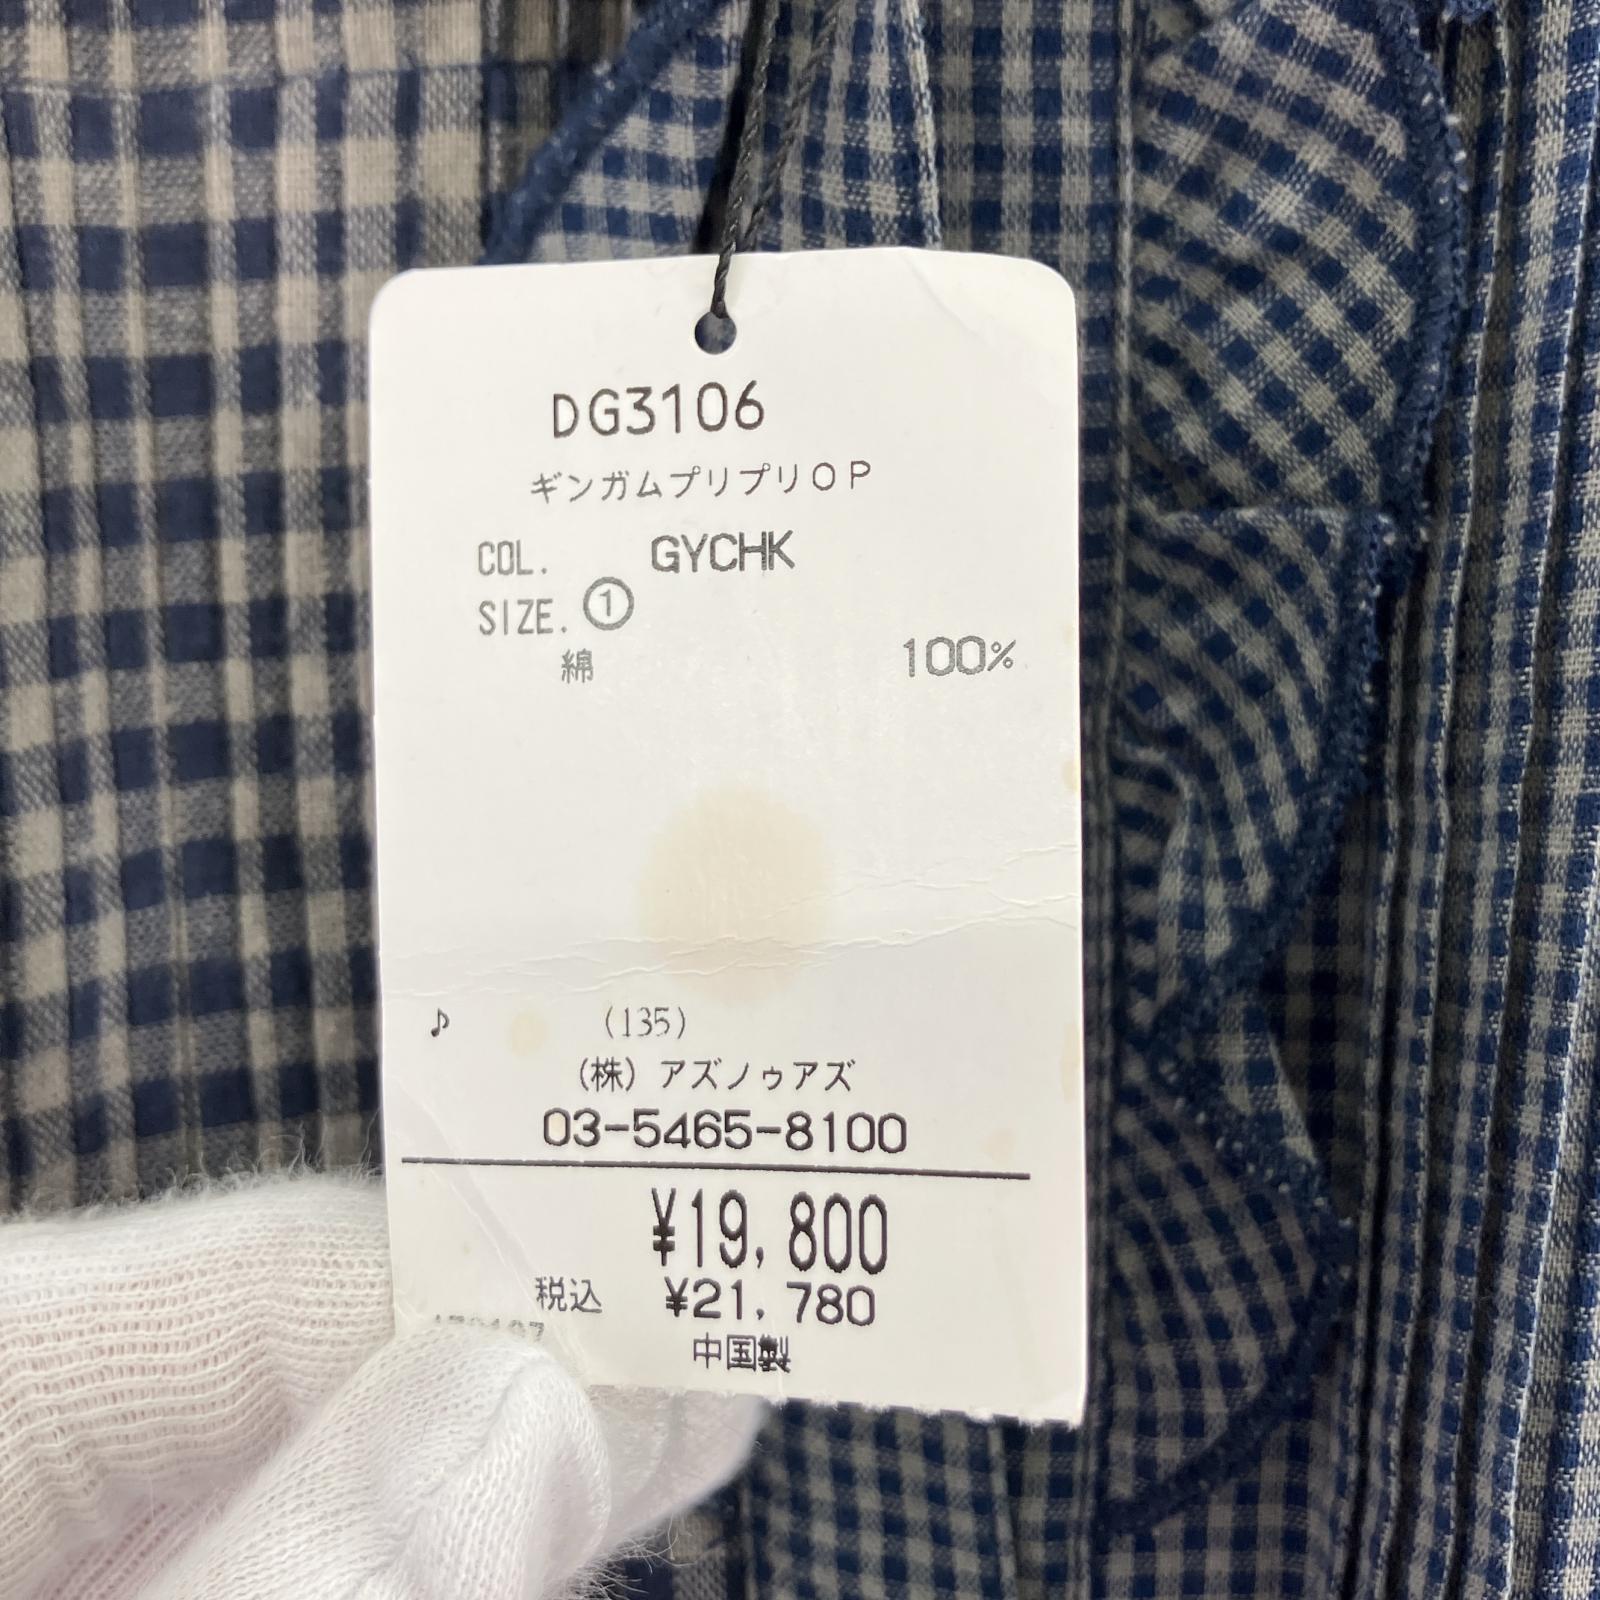 DG3106
ギンガムプリプリOP
COL. GYCHK
SIZE. ①
綿 100%
♪ (135)
(株) アズノゥアズ
03-5465-8100
¥19,800
税込 ¥21,780
中国製